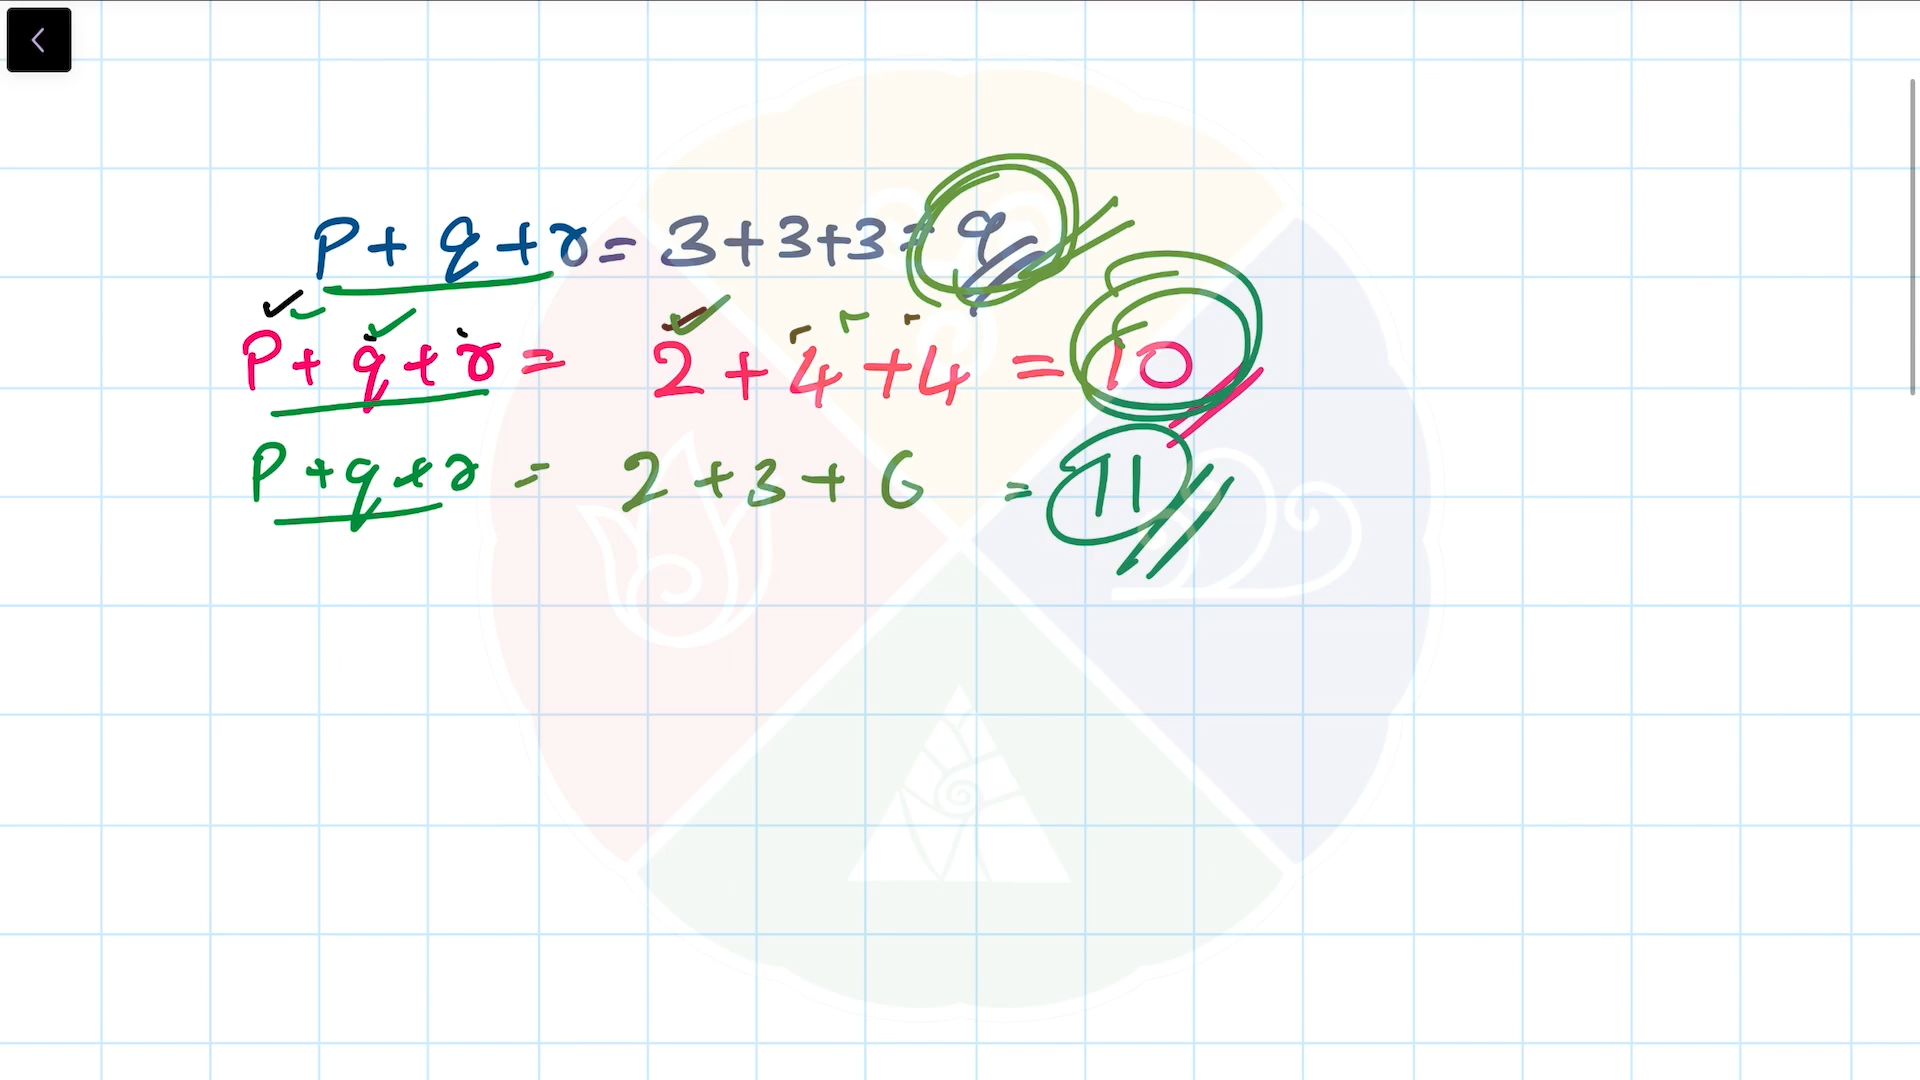 p + q + r = 3 + 3 + 3 = 9
p + q + r = 2 + 4 + 4 = 10
p + q + r = 2 + 3 + 6 = 11